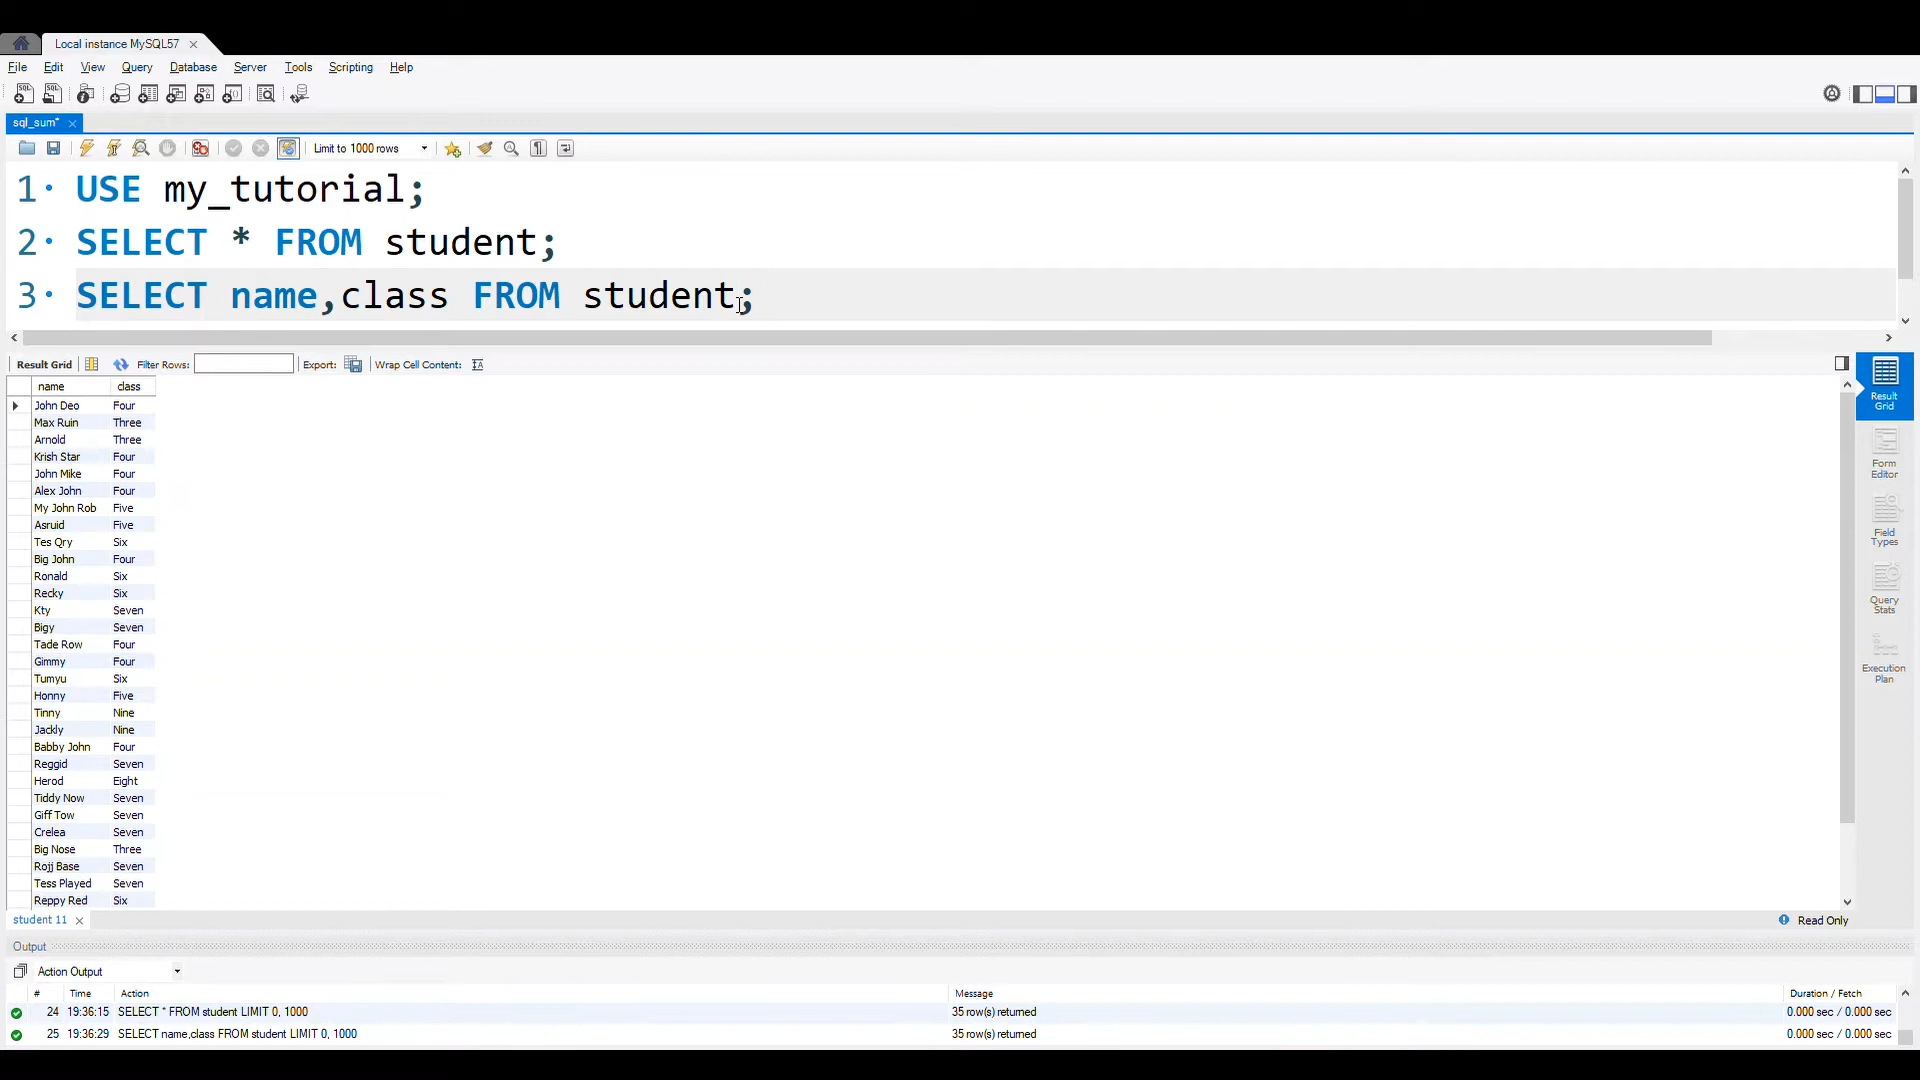 Local instance MySQL57
File Edit View Query Database Server Tools Scripting Help
sql_sum*
Limit to 1000 rows
1 USE my_tutorial;
2 SELECT * FROM student;
3 SELECT name,class FROM student;
Result Grid Filter Rows: Export: Wrap Cell Content:
name class
John Deo Four
Max Ruin Three
Arnold Three
Krish Star Four
John Mike Four
Alex John Four
My John Rob Five
Asruid Five
Tes Qry Six
Big John Four
Ronald Six
Recky Six
Kty Seven
Bigy Seven
Tade Row Four
Gimmy Four
Tumyu Six
Honny Five
Tinny Nine
Jackly Nine
Babby John Four
Reggid Seven
Herod Eight
Tiddy Now Seven
Giff Tow Seven
Crelea Seven
Big Nose Three
Rojj Base Seven
Tess Played Seven
Reppy Red Six
Result
Grid
Form
Editor
Field
Types
Query
Stats
Execution
Plan
student 11 Read Only
Output
Action Output
# Time Action Message Duration / Fetch
24 19:36:15 SELECT * FROM student LIMIT 0, 1000 35 row(s) returned 0.000 sec / 0.000 sec
25 19:36:29 SELECT name,class FROM student LIMIT 0, 1000 35 row(s) returned 0.000 sec / 0.000 sec